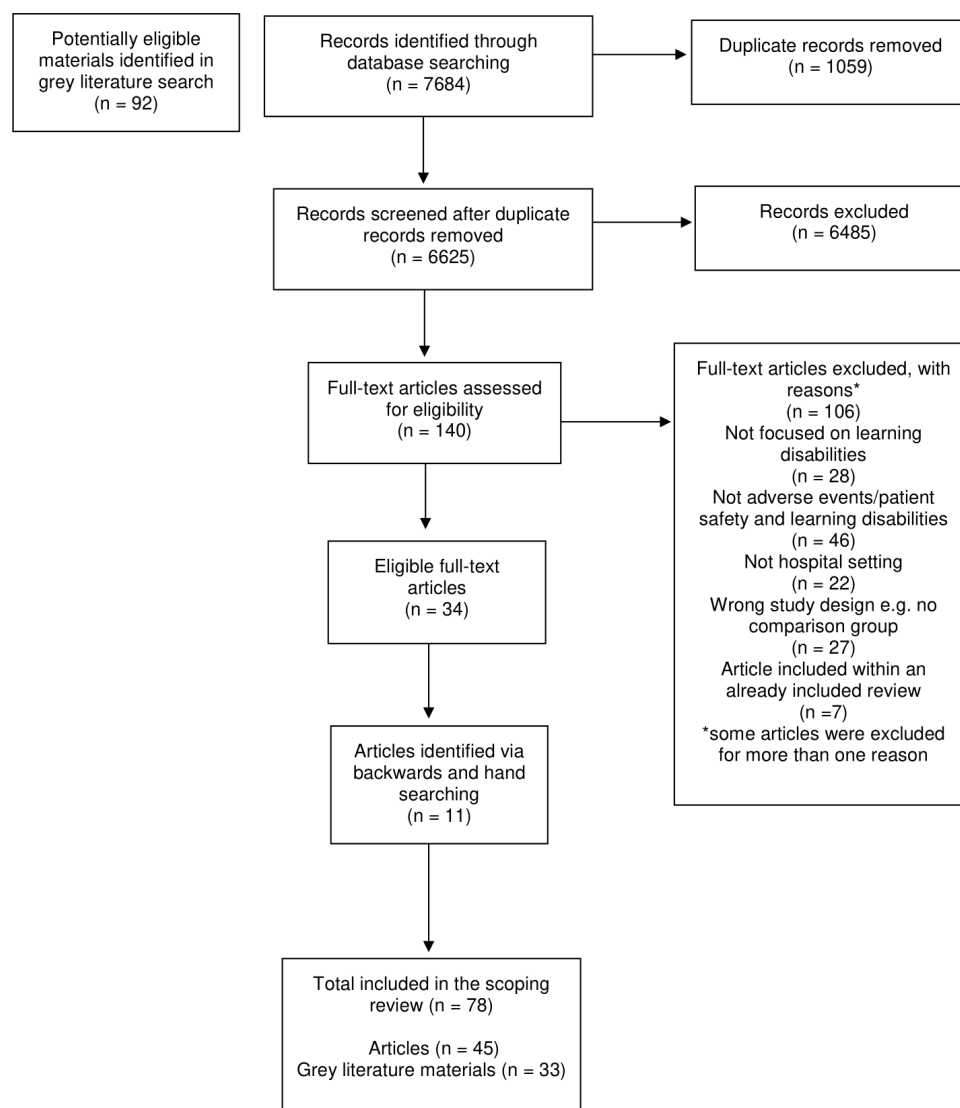 Potentially eligible
materials identified in
grey literature search
(n = 92)
Records identified through
database searching
(n = 7684)
Duplicate records removed
(n = 1059)
Records screened after duplicate
records removed
(n = 6625)
Records excluded
(n = 6485)
Full-text articles assessed
for eligibility
(n = 140)
Full-text articles excluded, with
reasons*
(n = 106)
Not focused on learning
disabilities
(n = 28)
Not adverse events/patient
safety and learning disabilities
(n = 46)
Not hospital setting
(n = 22)
Wrong study design e.g. no
comparison group
(n = 27)
Article included within an
already included review
(n =7)
*some articles were excluded
for more than one reason
Eligible full-text
articles
(n = 34)
Articles identified via
backwards and hand
searching
(n = 11)
Total included in the scoping
review (n = 78)
Articles (n = 45)
Grey literature materials (n = 33)